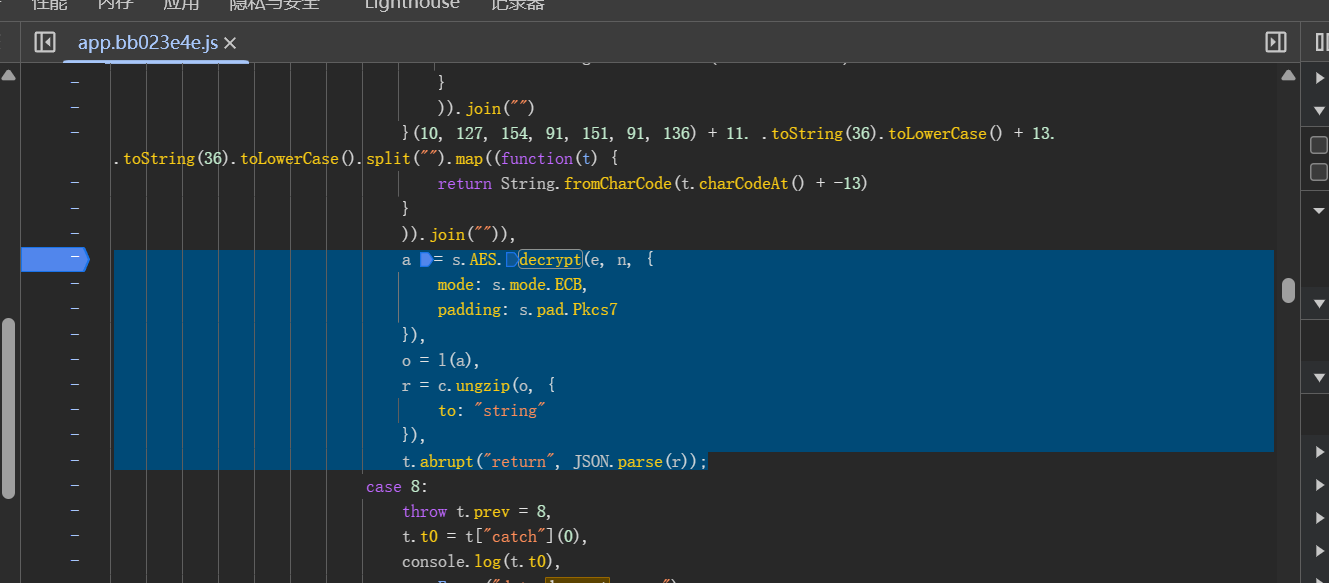 性能 内存 应用 隐私与安全 Lighthouse 记录器
app.bb023e4e.js
}
)).join("")
}(10, 127, 154, 91, 151, 91, 136) + 11. .toString(36).toLowerCase() + 13.
.toString(36).toLowerCase().split("").map((function(t) {
return String.fromCharCode(t.charCodeAt() + -13)
}
)).join("")),
a = s.AES.decrypt(e, n, {
mode: s.mode.ECB,
padding: s.pad.Pkcs7
}),
o = l(a),
r = c.ungzip(o, {
to: "string"
}),
t.abrupt("return", JSON.parse(r));
case 8:
throw t.prev = 8,
t.t0 = t["catch"](0),
console.log(t.t0),